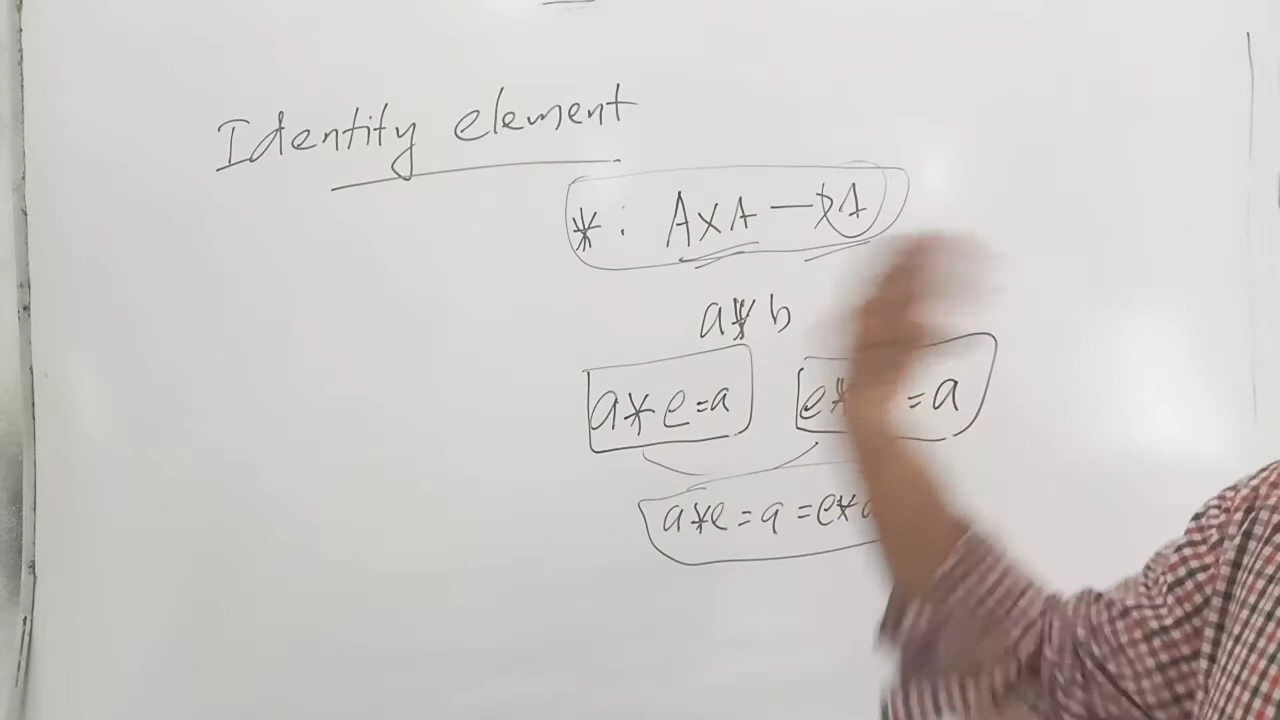 Identity element
* : A x A → A
a * b
a * e = a e * = a
a * e = a = e *